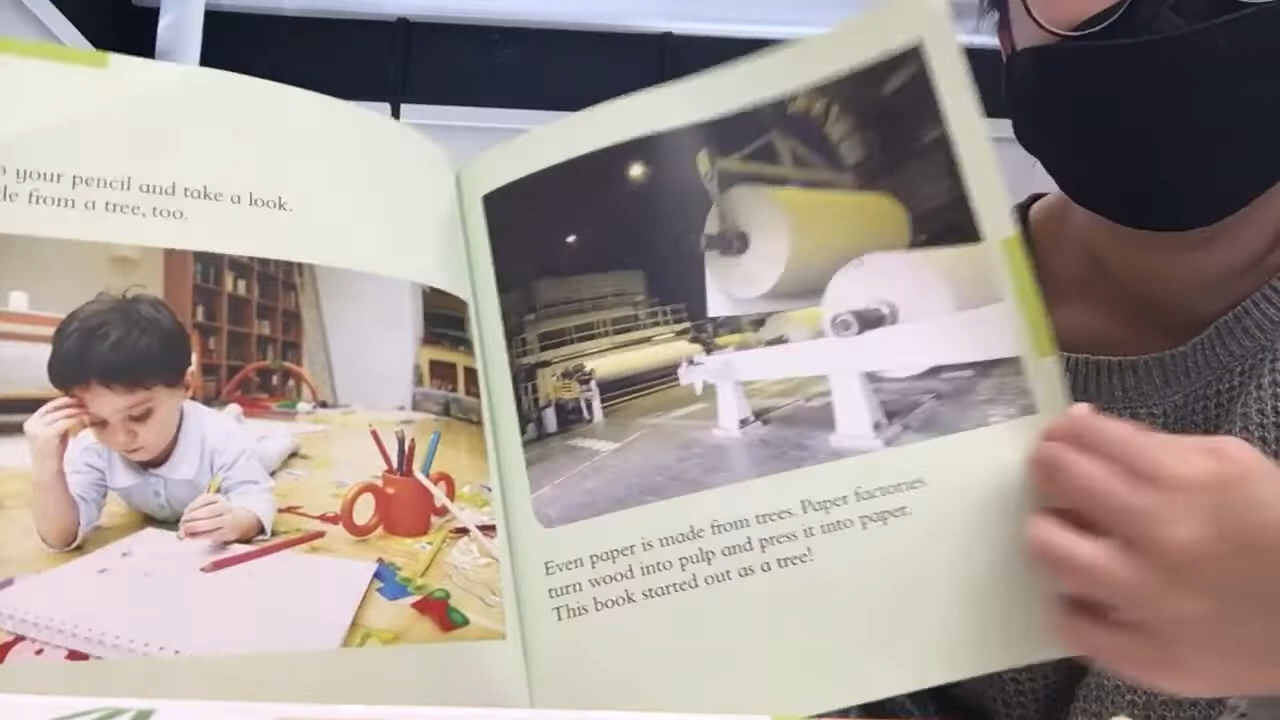 your pencil and take a look.
from a tree, too.
Even paper is made from trees. Paper factories
turn wood into pulp and press it into paper.
This book started out as a tree!